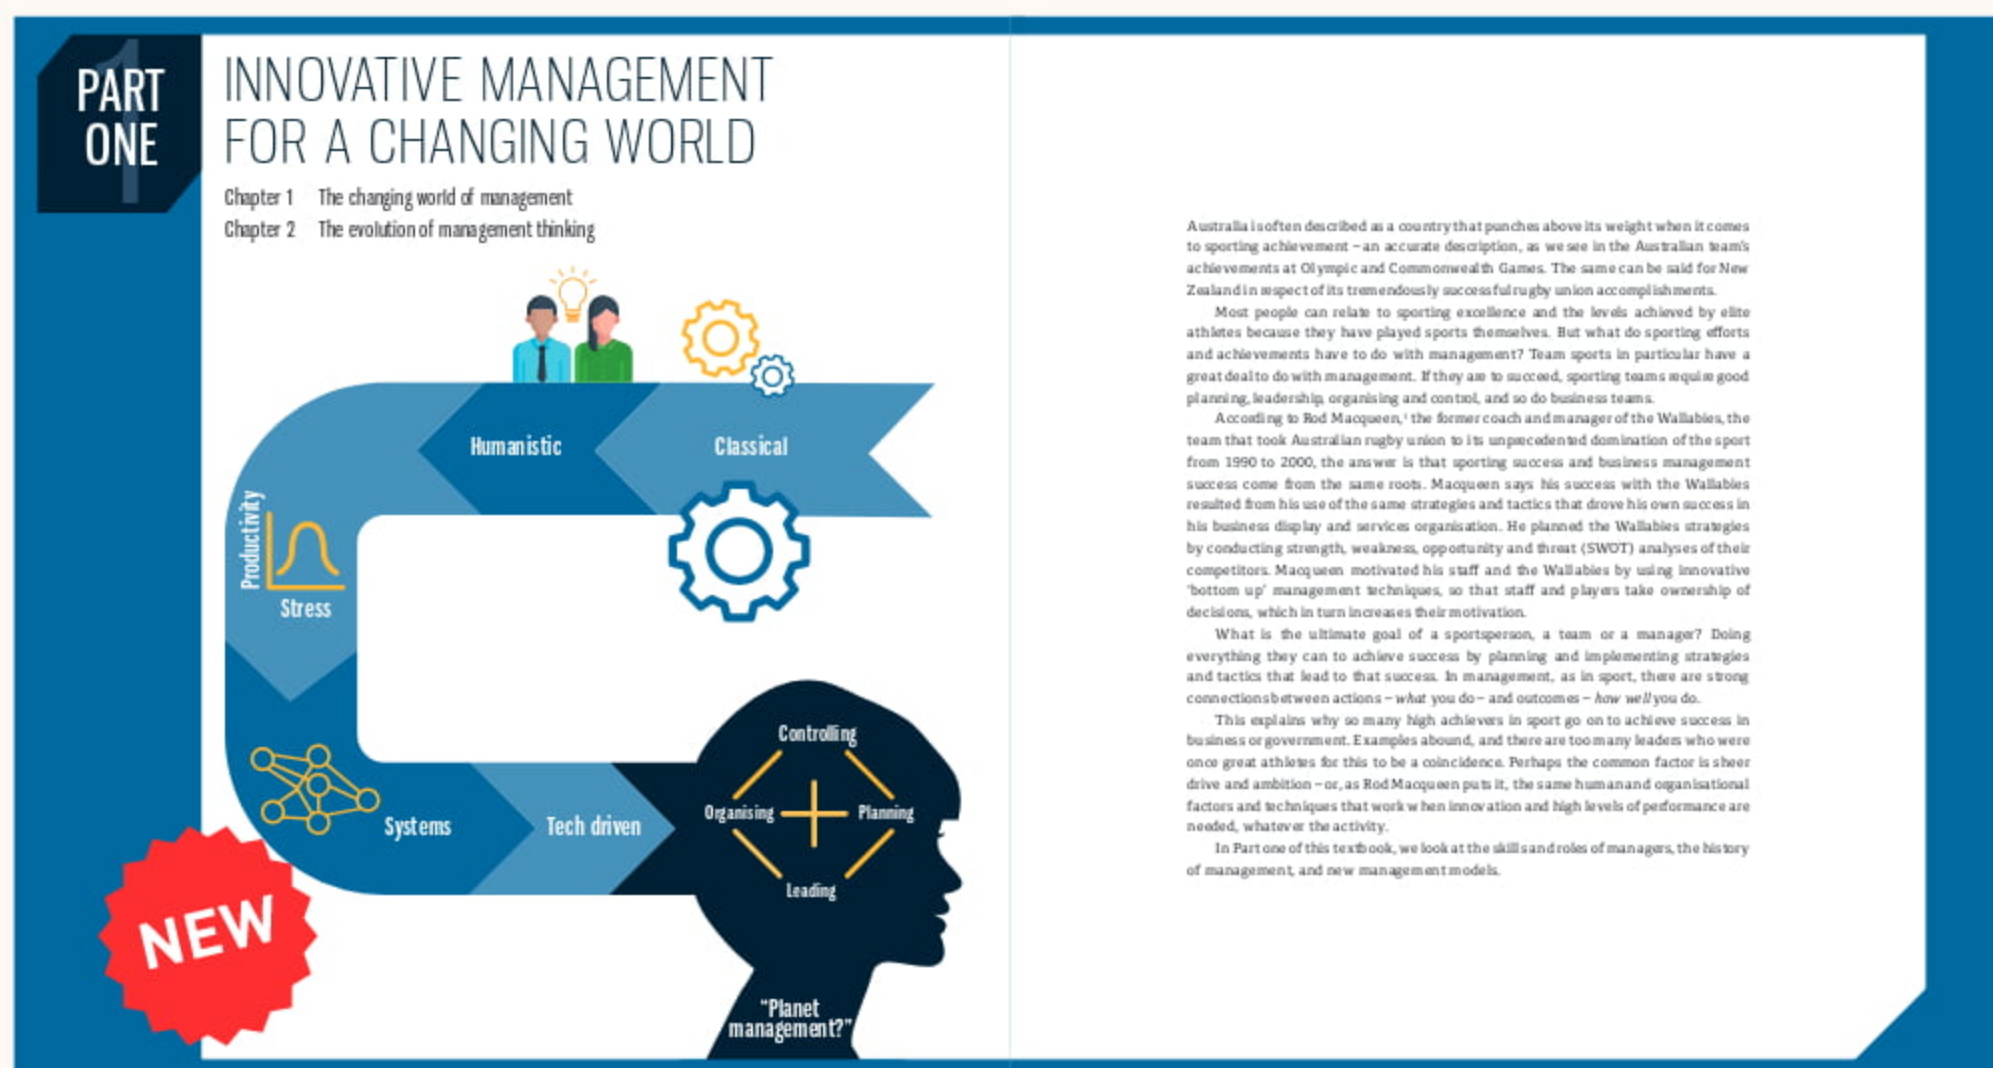 PART
ONE
1
INNOVATIVE MANAGEMENT
FOR A CHANGING WORLD
Chapter 1 The changing world of management
Chapter 2 The evolution of management thinking
Humanistic
Classical
Productivity
Stress
Systems
Tech driven
Controlling
Organising
Planning
Leading
"Planet
management?"
NEW
Australia is often described as a country that punches above its weight when it comes
to sporting achievement – an accurate description, as we see in the Australian team's
achievements at Olympic and Commonwealth Games. The same can be said for New
Zealand in respect of its tremendously successful rugby union accomplishments.
Most people can relate to sporting excellence and the levels achieved by elite
athletes because they have played sports themselves. But what do sporting efforts
and achievements have to do with management? Team sports in particular have a
great deal to do with management. If they are to succeed, sporting teams require good
planning, leadership, organising and control, and so do business teams.
According to Rod Macqueen,¹ the former coach and manager of the Wallabies, the
team that took Australian rugby union to its unprecedented domination of the sport
from 1990 to 2000, the answer is that sporting success and business management
success come from the same roots. Macqueen says his success with the Wallabies
resulted from his use of the same strategies and tactics that drove his own success in
his business display and services organisation. He planned the Wallabies strategies
by conducting strength, weakness, opportunity and threat (SWOT) analyses of their
competitors. Macqueen motivated his staff and the Wallabies by using innovative
'bottom up' management techniques, so that staff and players take ownership of
decisions, which in turn increases their motivation.
What is the ultimate goal of a sportsperson, a team or a manager? Doing
everything they can to achieve success by planning and implementing strategies
and tactics that lead to that success. In management, as in sport, there are strong
connections between actions – what you do – and outcomes – how well you do.
This explains why so many high achievers in sport go on to achieve success in
business or government. Examples abound, and there are too many leaders who were
once great athletes for this to be a coincidence. Perhaps the common factor is sheer
drive and ambition – or, as Rod Macqueen puts it, the same human and organisational
factors and techniques that work when innovation and high levels of performance are
needed, whatever the activity.
In Part one of this textbook, we look at the skills and roles of managers, the history
of management, and new management models.